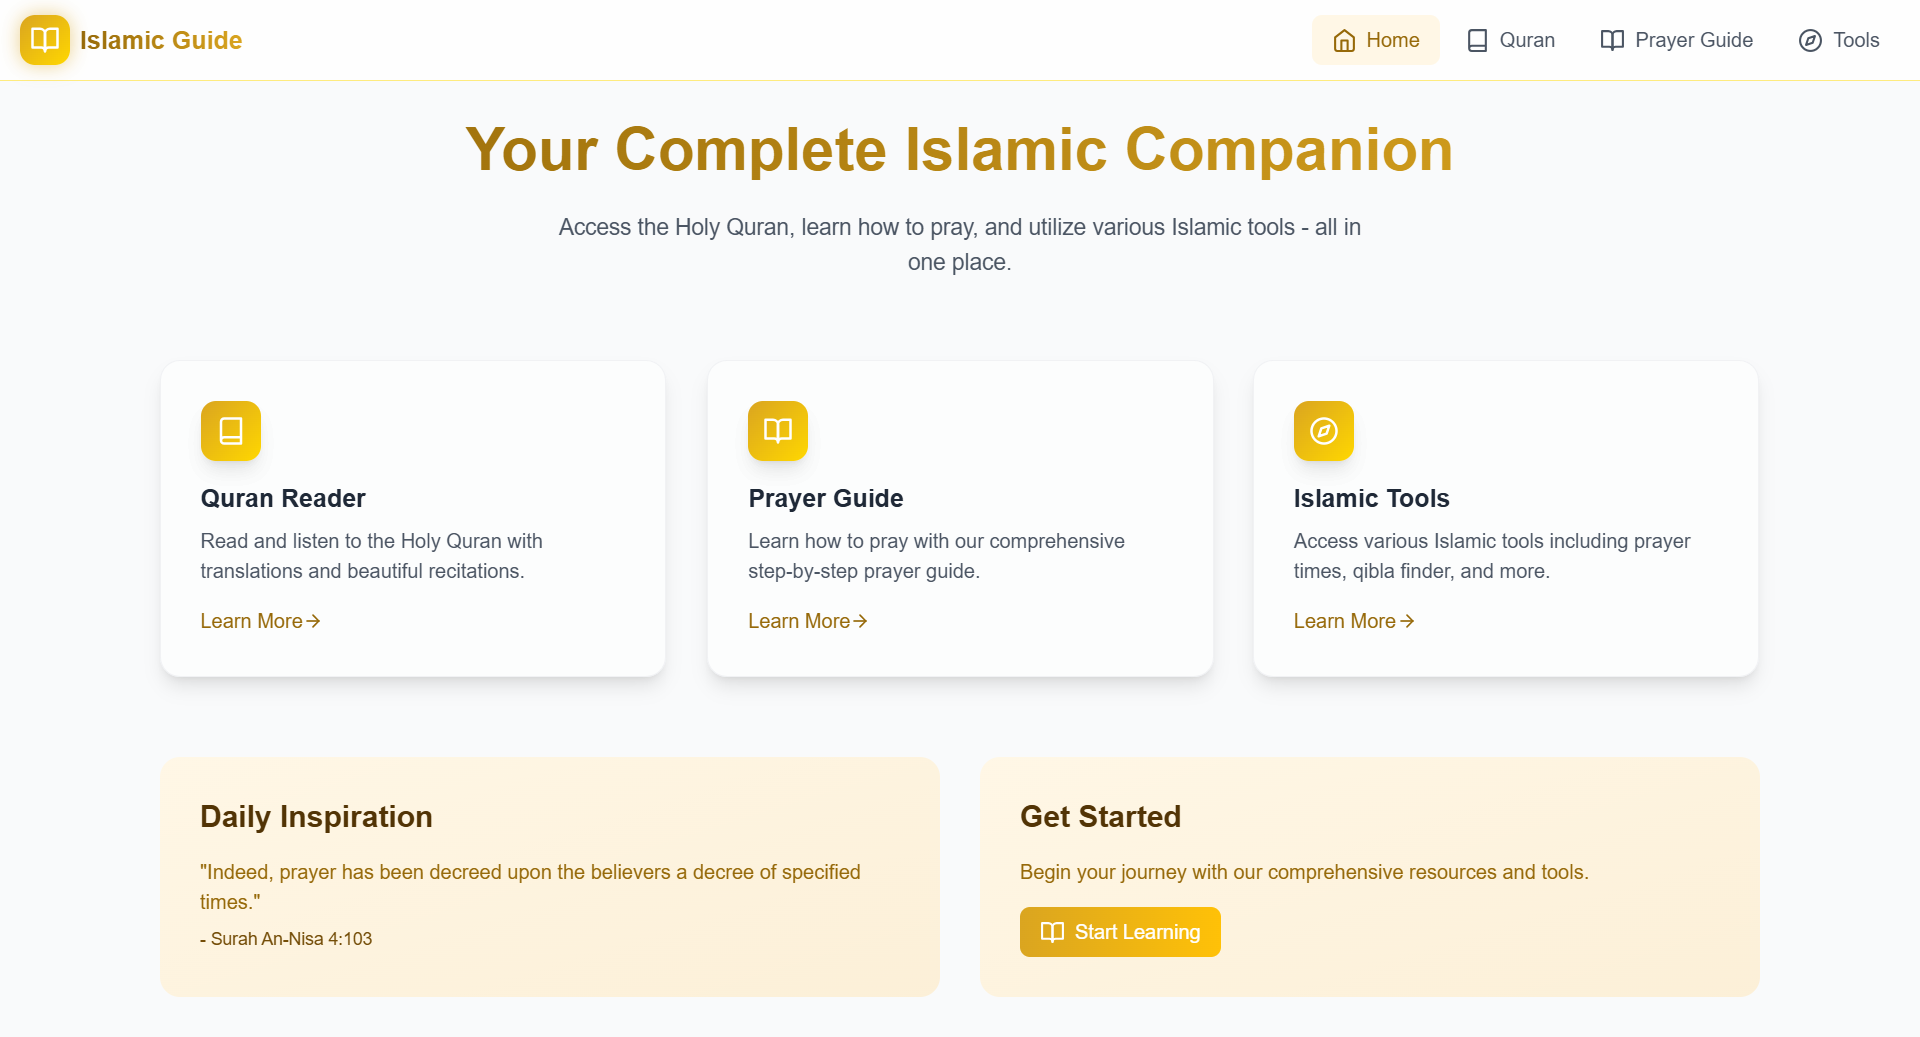 Islamic Guide
Home
Quran
Prayer Guide
Tools
Your Complete Islamic Companion
Access the Holy Quran, learn how to pray, and utilize various Islamic tools - all in
one place.
Quran Reader
Read and listen to the Holy Quran with
translations and beautiful recitations.
Learn More
Prayer Guide
Learn how to pray with our comprehensive
step-by-step prayer guide.
Learn More
Islamic Tools
Access various Islamic tools including prayer
times, qibla finder, and more.
Learn More
Daily Inspiration
"Indeed, prayer has been decreed upon the believers a decree of specified
times."
- Surah An-Nisa 4:103
Get Started
Begin your journey with our comprehensive resources and tools.
Start Learning